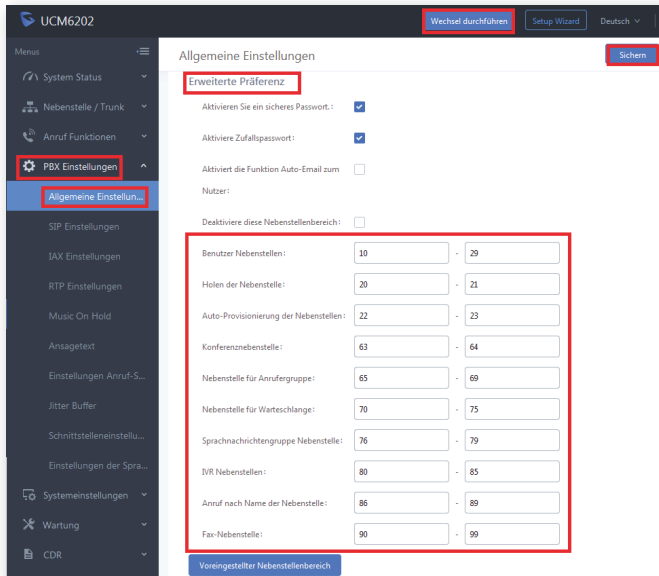 UCM6202
Wechsel durchführen
Setup Wizard
Deutsch
Menus
System Status
Nebenstelle / Trunk
Anruf Funktionen
PBX Einstellungen
Allgemeine Einstellun...
SIP Einstellungen
IAX Einstellungen
RTP Einstellungen
Music On Hold
Ansagetext
Einstellungen Anruf-S...
Jitter Buffer
Schnittstelleneinstellu...
Einstellungen der Spra...
Systemeinstellungen
Wartung
CDR
Allgemeine Einstellungen
Sichern
Erweiterte Präferenz
Aktivieren Sie ein sicheres Passwort. :
Aktiviere Zufallspasswort :
Aktiviert die Funktion Auto-Email zum
Nutzer :
Deaktiviere diese Nebenstellenbereich :
Benutzer Nebenstellen : 10 - 29
Holen der Nebenstelle : 20 - 21
Auto-Provisionierung der Nebenstellen : 22 - 23
Konferenznebenstelle : 63 - 64
Nebenstelle für Anrufergruppe : 65 - 69
Nebenstelle für Warteschlange : 70 - 75
Sprachnachrichtengruppe Nebenstelle : 76 - 79
IVR Nebenstellen : 80 - 85
Anruf nach Name der Nebenstelle : 86 - 89
Fax-Nebenstelle : 90 - 99
Voreingestellter Nebenstellenbereich